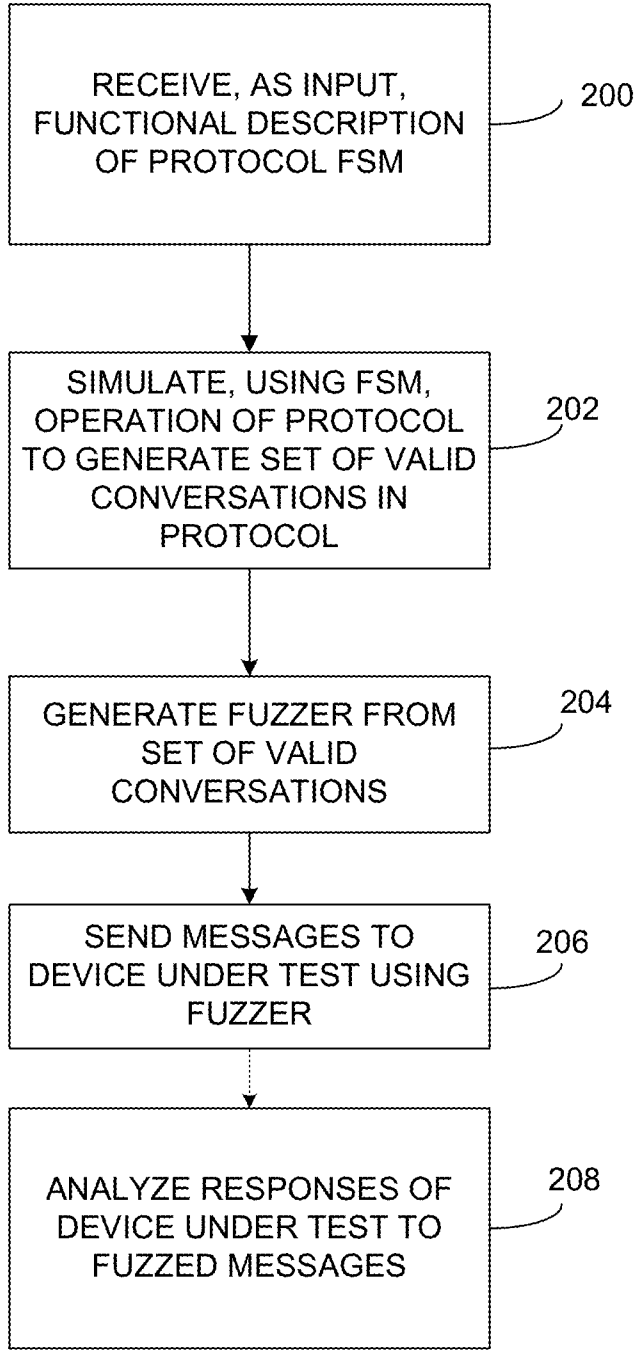 RECEIVE, AS INPUT,
FUNCTIONAL DESCRIPTION
OF PROTOCOL FSM
200
SIMULATE, USING FSM,
OPERATION OF PROTOCOL
TO GENERATE SET OF VALID
CONVERSATIONS IN
PROTOCOL
202
GENERATE FUZZER FROM
SET OF VALID
CONVERSATIONS
204
SEND MESSAGES TO
DEVICE UNDER TEST USING
FUZZER
206
ANALYZE RESPONSES OF
DEVICE UNDER TEST TO
FUZZED MESSAGES
208